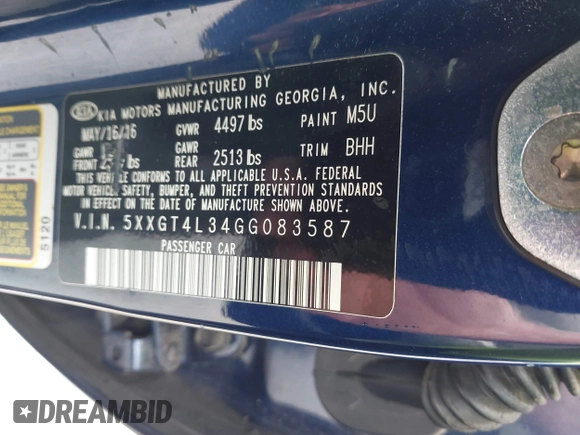 MANUFACTURED BY
KIA KIA MOTORS MANUFACTURING GEORGIA, INC.
MAY/16/16 GVWR 4497 lbs PAINT M5U
GAWR GAWR
FRONT lbs REAR 2513 lbs TRIM BHH
THIS VEHICLE CONFORMS TO ALL APPLICABLE U.S.A. FEDERAL
MOTOR VEHICLE, SAFETY, BUMPER, AND THEFT PREVENTION STANDARDS
IN EFFECT ON THE DATE OF MANUFACTURE SHOWN ABOVE.
V.I.N. 5XXGT4L34GG083587
PASSENGER CAR
5120
DREAMBID